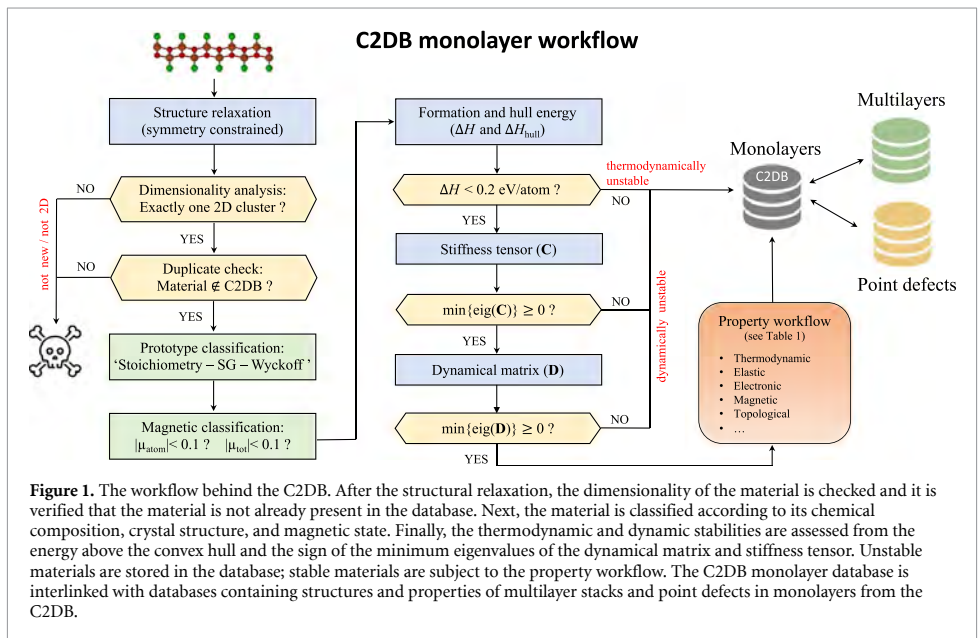 C2DB monolayer workflow
Structure relaxation
(symmetry constrained)
Dimensionality analysis:
Exactly one 2D cluster ?
NO
YES
Duplicate check:
Material ∉ C2DB ?
NO
YES
not new / not 2D
Prototype classification:
‘Stoichiometry – SG – Wyckoff ’
Magnetic classification:
|μatom|< 0.1 ?   |μtot|< 0.1 ?
Formation and hull energy
(ΔH and ΔHhull)
ΔH < 0.2 eV/atom ?
thermodynamically
unstable
NO
YES
Stiffness tensor (C)
min{eig(C)} ≥ 0 ?
NO
YES
dynamically unstable
Dynamical matrix (D)
min{eig(D)} ≥ 0 ?
NO
YES
Monolayers
C2DB
Multilayers
Point defects
Property workflow
(see Table 1)
• Thermodynamic
• Elastic
• Electronic
• Magnetic
• Topological
• …
Figure 1. The workflow behind the C2DB. After the structural relaxation, the dimensionality of the material is checked and it is
verified that the material is not already present in the database. Next, the material is classified according to its chemical
composition, crystal structure, and magnetic state. Finally, the thermodynamic and dynamic stabilities are assessed from the
energy above the convex hull and the sign of the minimum eigenvalues of the dynamical matrix and stiffness tensor. Unstable
materials are stored in the database; stable materials are subject to the property workflow. The C2DB monolayer database is
interlinked with databases containing structures and properties of multilayer stacks and point defects in monolayers from the
C2DB.